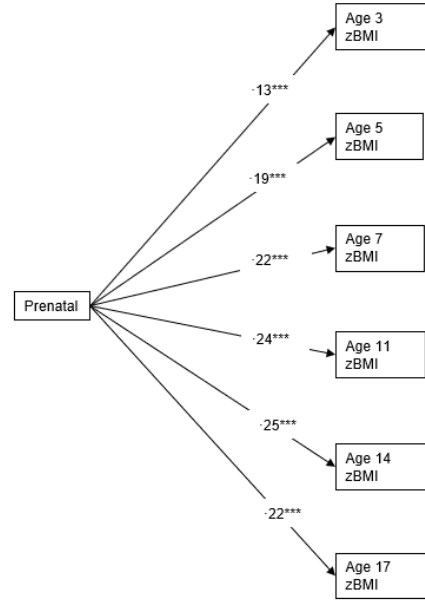 Age 3
zBMI
·13***
Age 5
zBMI
·19***
Age 7
zBMI
·22***
Prenatal
Age 11
zBMI
·24***
Age 14
zBMI
·25***
Age 17
zBMI
·22***